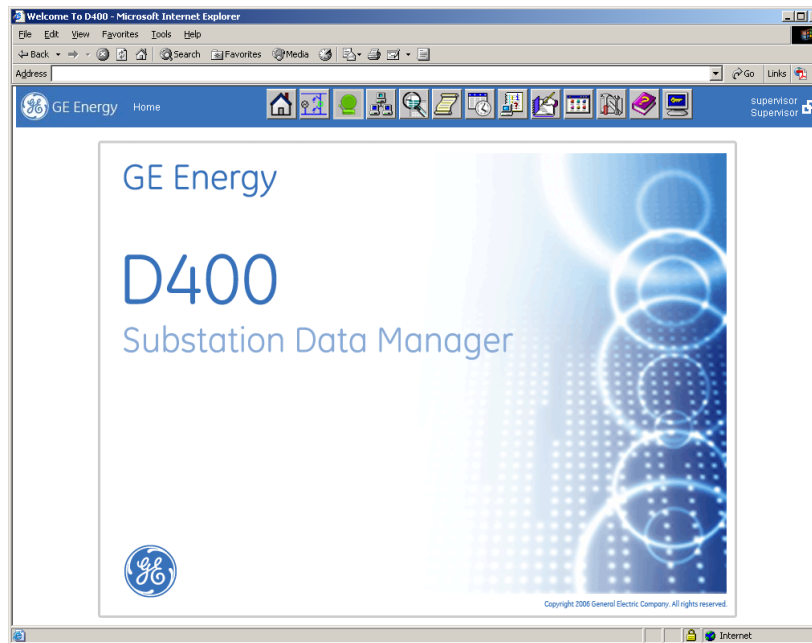 Welcome To D400 - Microsoft Internet Explorer
File Edit View Favorites Tools Help
Back Search Favorites Media
Address Go Links
GE Energy Home supervisor
Supervisor
GE Energy
D400
Substation Data Manager
GE
Copyright 2006 General Electric Company. All rights reserved.
Internet